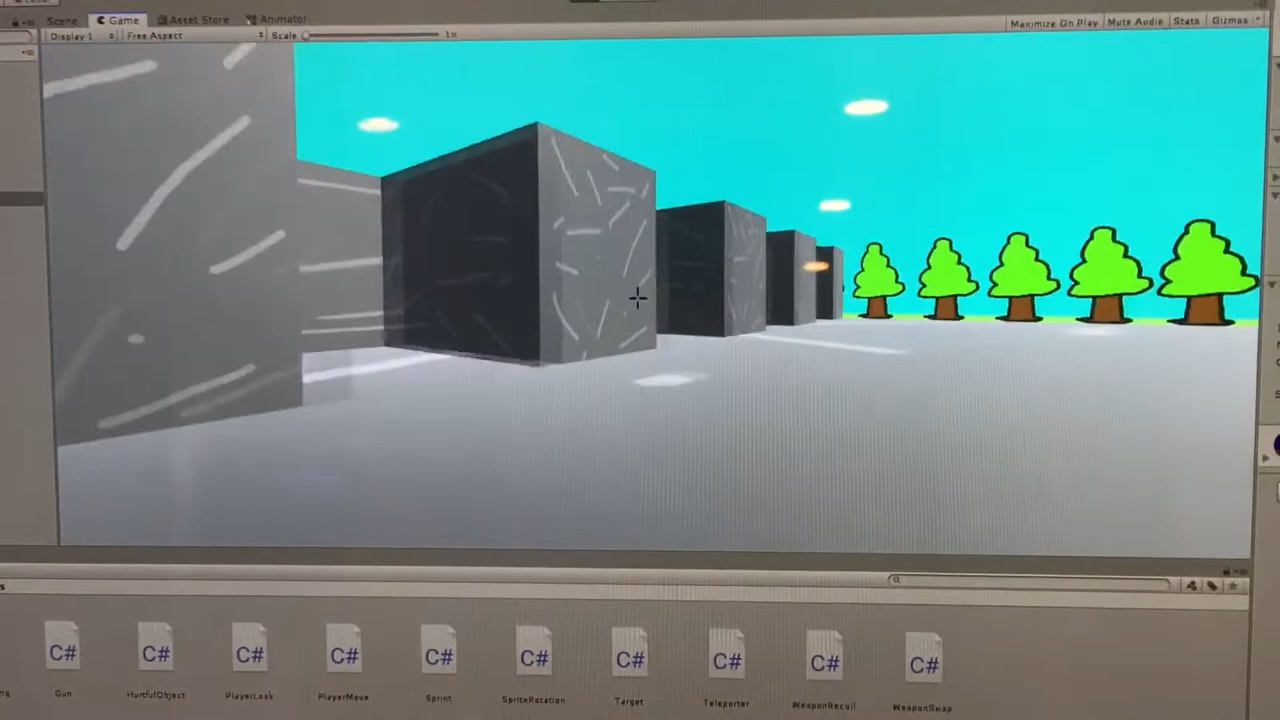 Scene Game Asset Store Animator
Display 1 Free Aspect Scale 1x Maximize On Play Mute Audio Stats Gizmos
C# C# C# C# C# C# C# C# C# C#
Gun HurtfulObject PlayerLook PlayerMove Sprint SpriteRotation Target Teleporter WeaponRecoil WeaponSwap